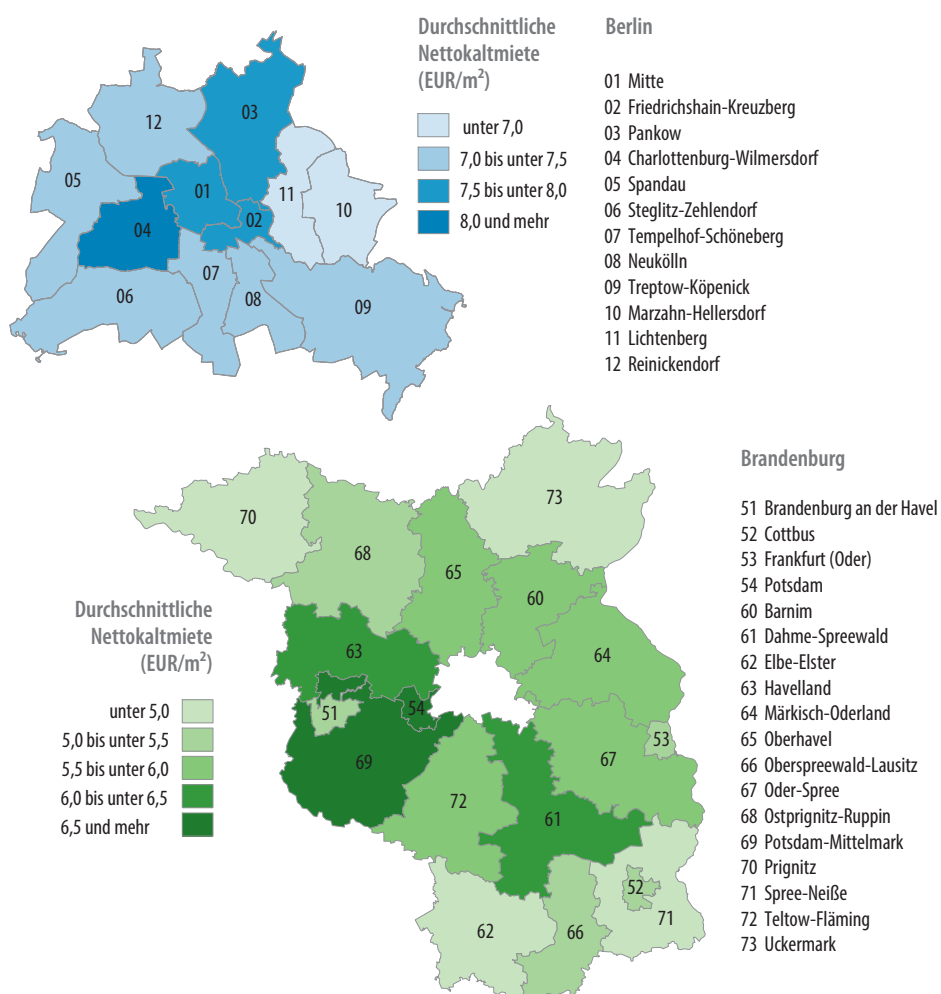 Durchschnittliche
Nettokaltmiete
(EUR/m²)
unter 7,0
7,0 bis unter 7,5
7,5 bis unter 8,0
8,0 und mehr
Berlin
01 Mitte
02 Friedrichshain-Kreuzberg
03 Pankow
04 Charlottenburg-Wilmersdorf
05 Spandau
06 Steglitz-Zehlendorf
07 Tempelhof-Schöneberg
08 Neukölln
09 Treptow-Köpenick
10 Marzahn-Hellersdorf
11 Lichtenberg
12 Reinickendorf
03
12
05
01
11
02
10
04
07
06
08
09
Durchschnittliche
Nettokaltmiete
(EUR/m²)
unter 5,0
5,0 bis unter 5,5
5,5 bis unter 6,0
6,0 bis unter 6,5
6,5 und mehr
73
70
68
65
60
63
64
51
54
53
69
67
72
61
52
71
62
66
Brandenburg
51 Brandenburg an der Havel
52 Cottbus
53 Frankfurt (Oder)
54 Potsdam
60 Barnim
61 Dahme-Spreewald
62 Elbe-Elster
63 Havelland
64 Märkisch-Oderland
65 Oberhavel
66 Oberspreewald-Lausitz
67 Oder-Spree
68 Ostprignitz-Ruppin
69 Potsdam-Mittelmark
70 Prignitz
71 Spree-Neiße
72 Teltow-Fläming
73 Uckermark